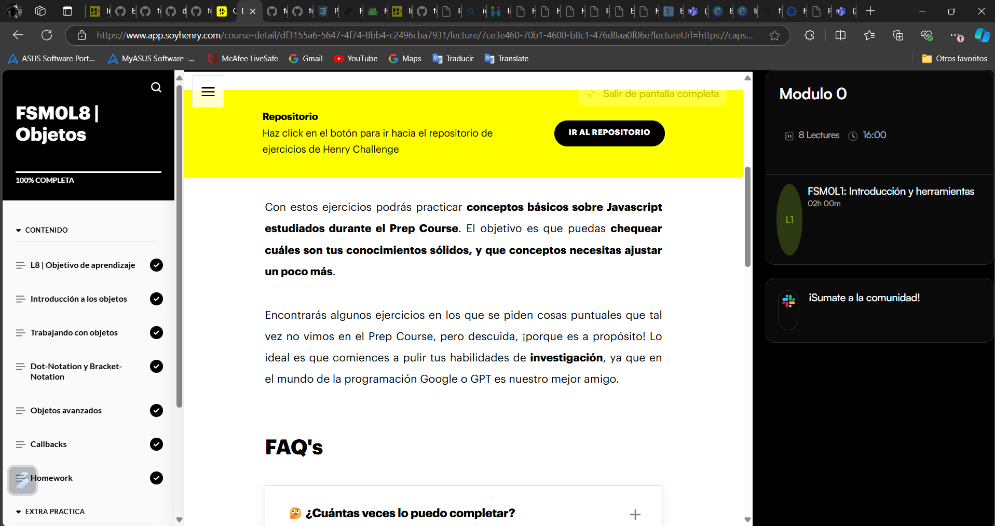 https://www.app.soyhenry.com/course-detail/df3155a6-5647-4f74-8bb4-c2496cba7931/lecture/7ce3e460-70b1-4600-b8c1-476d8aa0f06e?lectureUrl=https://caps...
ASUS Software Port...
MyASUS Software -...
McAfee LiveSafe
Gmail
YouTube
Maps
Traducir
Translate
Otros favoritos
FSM0L8 |
Objetos
100% COMPLETA
CONTENIDO
L8 | Objetivo de aprendizaje
Introducción a los objetos
Trabajando con objetos
Dot-Notation y Bracket-
Notation
Objetos avanzados
Callbacks
Homework
EXTRA PRACTICA
Salir de pantalla completa
Repositorio
Haz click en el botón para ir hacia el repositorio de
ejercicios de Henry Challenge
IR AL REPOSITORIO
Con estos ejercicios podrás practicar conceptos básicos sobre Javascript
estudiados durante el Prep Course. El objetivo es que puedas chequear
cuáles son tus conocimientos sólidos, y que conceptos necesitas ajustar
un poco más.
Encontrarás algunos ejercicios en los que se piden cosas puntuales que tal
vez no vimos en el Prep Course, pero descuida, ¡porque es a propósito! Lo
ideal es que comiences a pulir tus habilidades de investigación, ya que en
el mundo de la programación Google o GPT es nuestro mejor amigo.
FAQ's
¿Cuántas veces lo puedo completar?
Modulo 0
8 Lectures
16:00
L1
FSM0L1: Introducción y herramientas
02h 00m
¡Sumate a la comunidad!